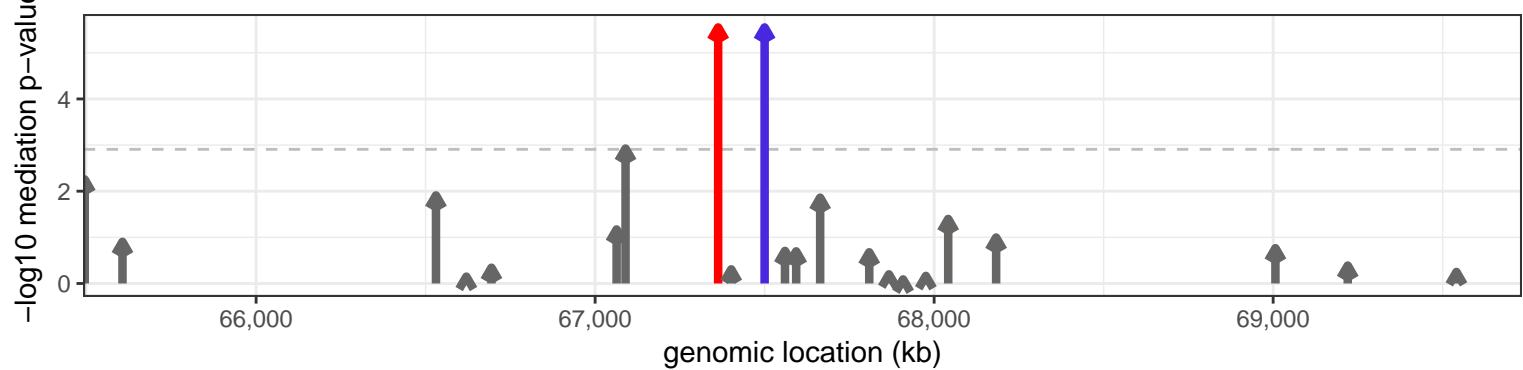 −log10 mediation p−value
4
2
0
66,000 67,000 68,000 69,000
genomic location (kb)